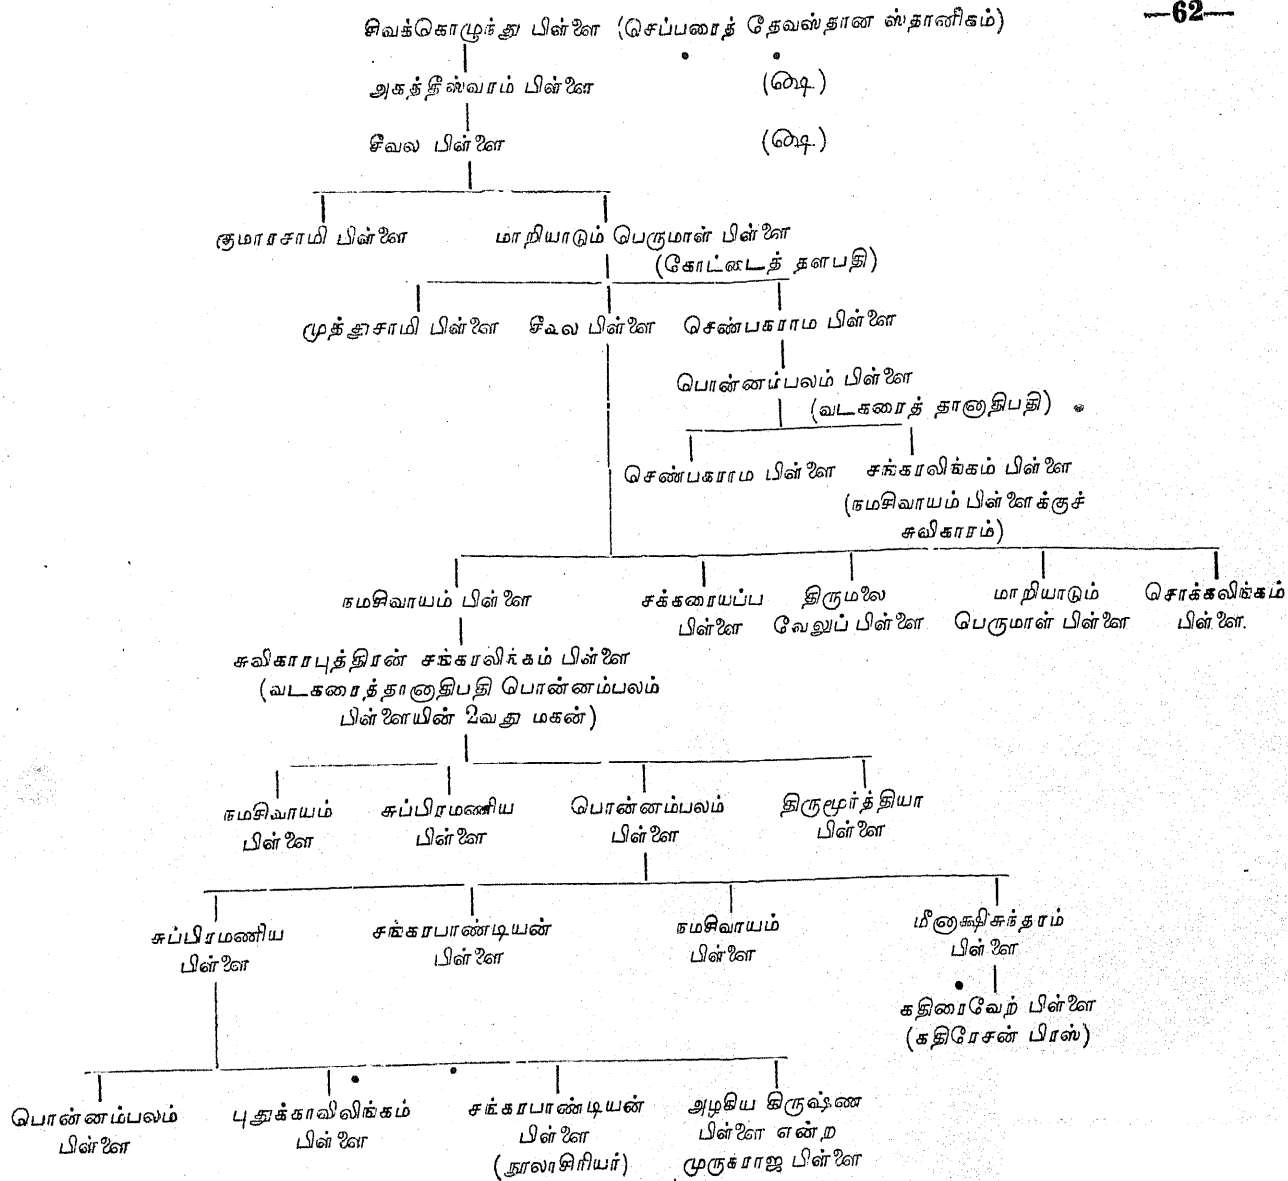 —62—
சிவக்கொழுந்து பிள்ளை (செப்பறைத் தேவஸ்தான ஸ்தானீகம்)
அகத்தீஸ்வரம் பிள்ளை (௸)
சீவல பிள்ளை (௸)
குமாரசாமி பிள்ளை மாறியாடும் பெருமாள் பிள்ளை
(கோட்டைத் தளபதி)
முத்துசாமி பிள்ளை சீவல பிள்ளை செண்பகராம பிள்ளை
பொன்னம்பலம் பிள்ளை
(வடகரைத் தானாதிபதி)
செண்பகராம பிள்ளை சங்கரலிங்கம் பிள்ளை
(நமசிவாயம் பிள்ளைக்குச்
சுவிகாரம்)
நமசிவாயம் பிள்ளை சக்கரையப்ப திருமலை மாறியாடும் சொக்கலிங்கம்
பிள்ளை வேலுப் பிள்ளை பெருமாள் பிள்ளை பிள்ளை.
சுவிகாரபுத்திரன் சங்கரலிங்கம் பிள்ளை
(வடகரைத்தானாதிபதி பொன்னம்பலம்
பிள்ளையின் 2வது மகன்)
நமசிவாயம் சுப்பிரமணிய பொன்னம்பலம் திருமூர்த்தியா
பிள்ளை பிள்ளை பிள்ளை பிள்ளை
சுப்பிரமணிய சங்கரபாண்டியன் நமசிவாயம் மீனாக்ஷிசுந்தரம்
பிள்ளை பிள்ளை பிள்ளை பிள்ளை
கதிரைவேற் பிள்ளை
(கதிரேசன் பிரஸ்)
பொன்னம்பலம் புதுக்காவிலிங்கம் சங்கரபாண்டியன் அழகிய கிருஷ்ண
பிள்ளை பிள்ளை பிள்ளை பிள்ளை என்ற
(நூலாசிரியர்) முருகராஜ பிள்ளை